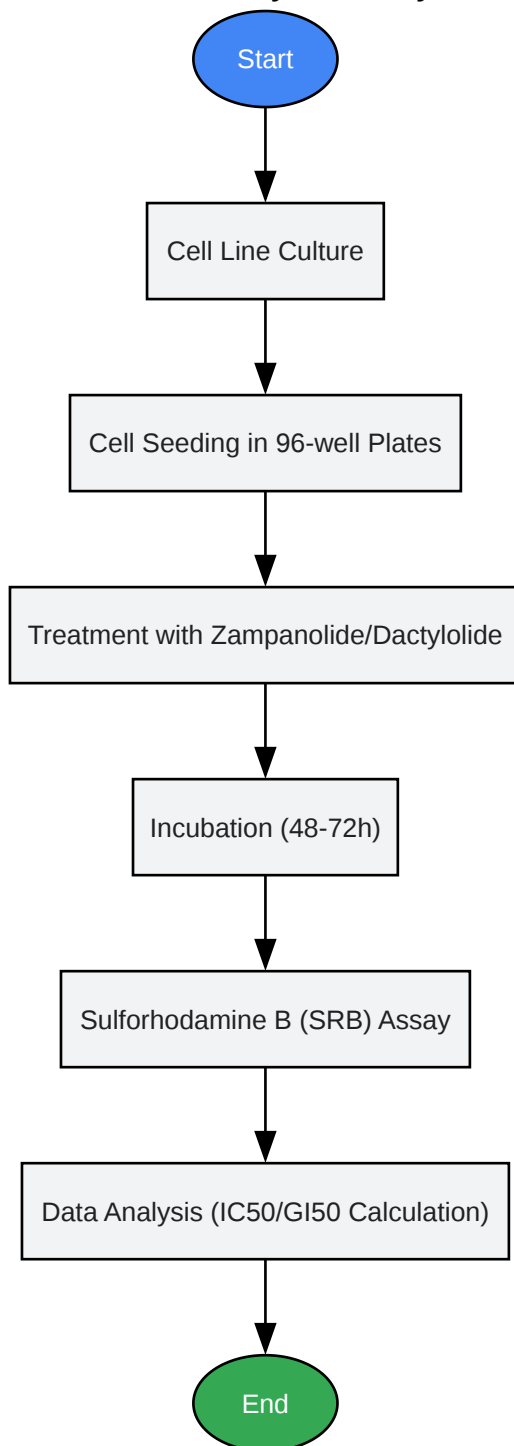 Start
Cell Line Culture
Cell Seeding in 96-well Plates
Treatment with Zampanolide/Dactylolide
Incubation (48-72h)
Sulforhodamine B (SRB) Assay
Data Analysis (IC50/GI50 Calculation)
End